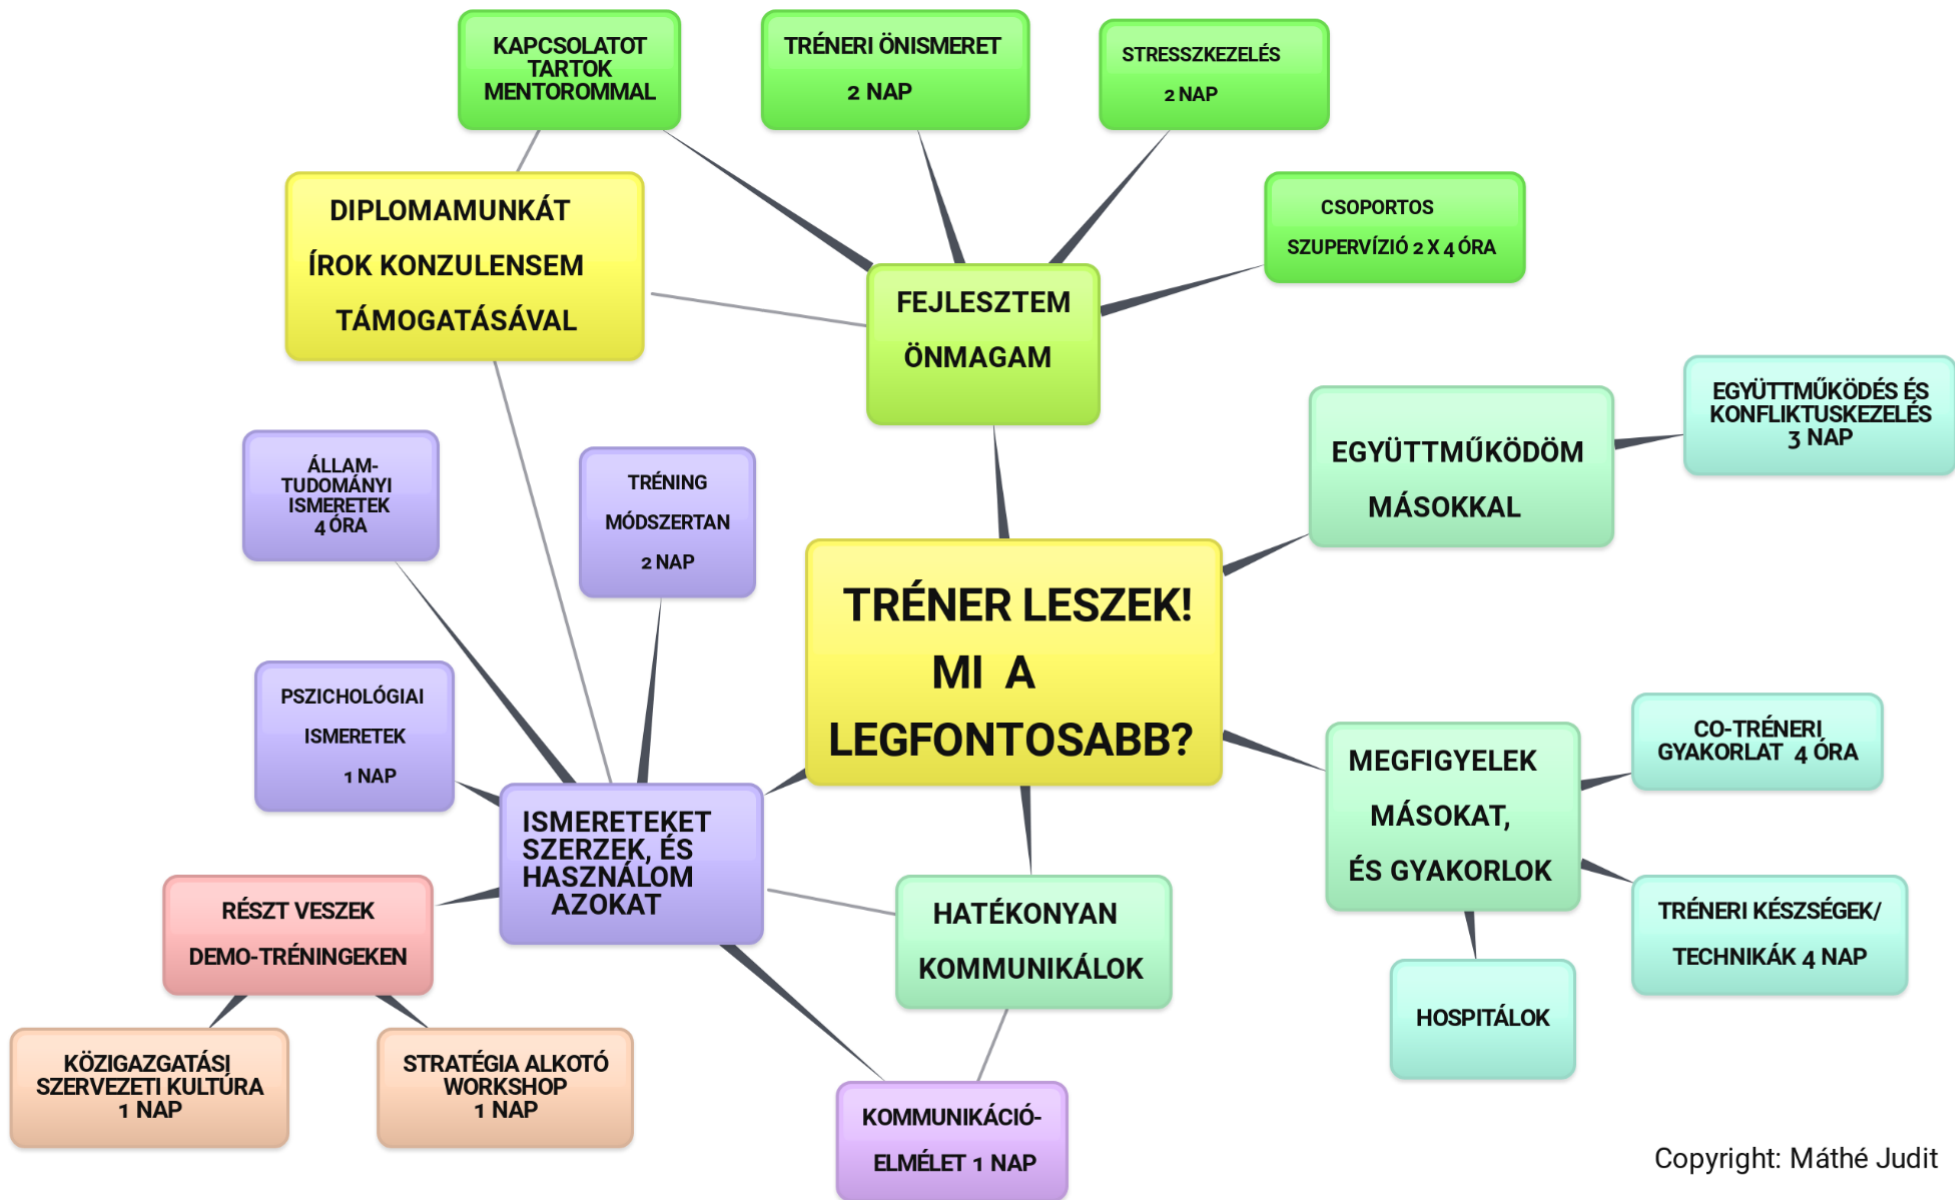 KAPCSOLATOT
TARTOK
MENTOROMMAL
TRÉNERI ÖNISMERET
2 NAP
STRESSZKEZELÉS
2 NAP
DIPLOMAMUNKÁT
ÍROK KONZULENSEM
TÁMOGATÁSÁVAL
CSOPORTOS
SZUPERVÍZIÓ 2 X 4 ÓRA
FEJLESZTEM
ÖNMAGAM
EGYÜTTMŰKÖDÖM
MÁSOKKAL
EGYÜTTMŰKÖDÉS ÉS
KONFLIKTUSKEZELÉS
3 NAP
ÁLLAM-
TUDOMÁNYI
ISMERETEK
4 ÓRA
TRÉNING
MÓDSZERTAN
2 NAP
TRÉNER LESZEK!
MI A
LEGFONTOSABB?
PSZICHOLÓGIAI
ISMERETEK
1 NAP
MEGFIGYELEK
MÁSOKAT,
ÉS GYAKORLOK
CO-TRÉNERI
GYAKORLAT 4 ÓRA
ISMERETEKET
SZERZEK, ÉS
HASZNÁLOM
AZOKAT
RÉSZT VESZEK
DEMO-TRÉNINGEKEN
HATÉKONYAN
KOMMUNIKÁLOK
TRÉNERI KÉSZSÉGEK/
TECHNIKÁK 4 NAP
HOSPITÁLOK
KÖZIGAZGATÁSI
SZERVEZETI KULTÚRA
1 NAP
STRATÉGIA ALKOTÓ
WORKSHOP
1 NAP
KOMMUNIKÁCIÓ-
ELMÉLET 1 NAP
Copyright: Máthé Judit